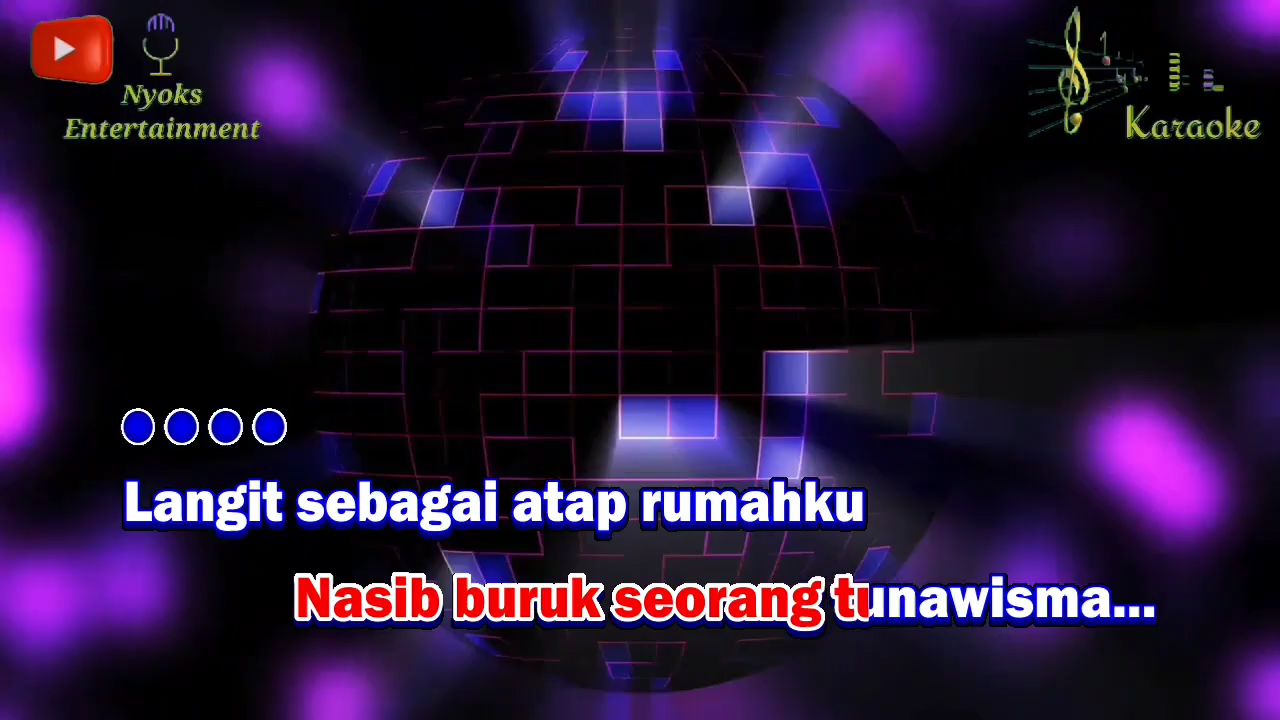 Nyoks
Entertainment
Karaoke
Langit sebagai atap rumahku
Nasib buruk seorang tunawisma...